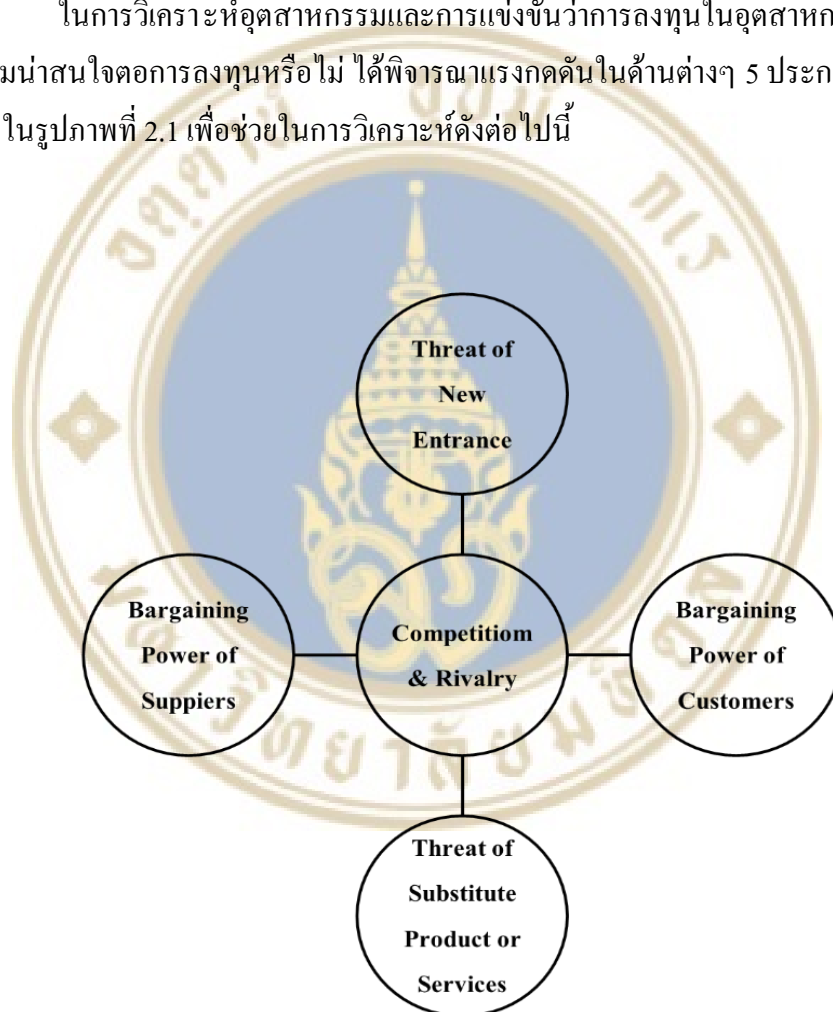 ในการวิเคราะห์อุตสาหกรรมและการแข่งขันว่าการลงทุนในอุตสาหก
มน่าสนใจตอการลงทุนหรือไม่ ได้พิจารณาแรงกดดันในด้านต่างๆ 5 ประก
ในรูปภาพที่ 2.1 เพื่อช่วยในการวิเคราะห์ดังต่อไปนี้
Threat of
New
Entrance
Bargaining
Power of
Suppiers
Competitiom
& Rivalry
Bargaining
Power of
Customers
Threat of
Substitute
Product or
Services